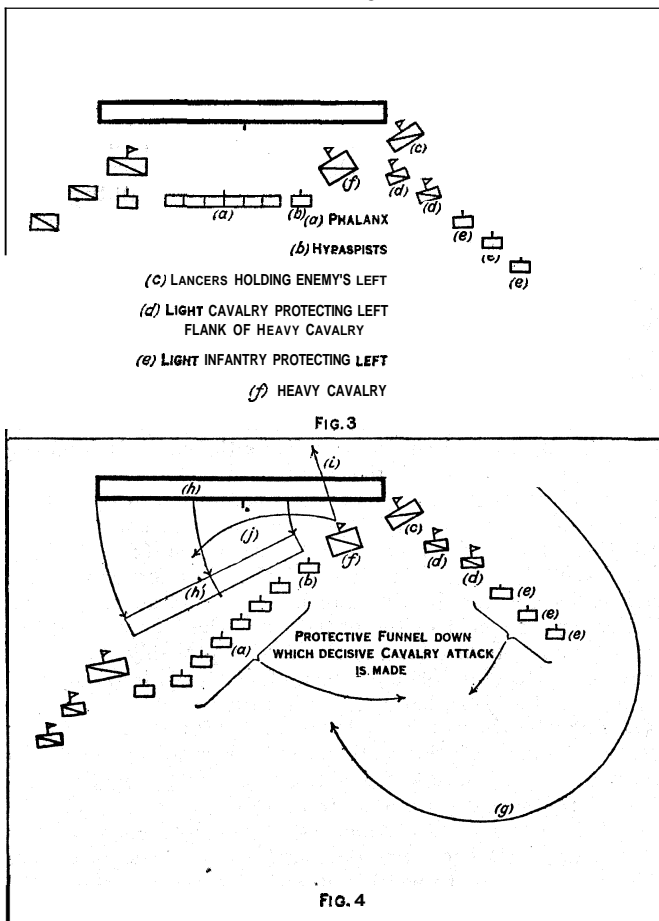 (c)
(f)
(d)
(d)
(a)
(b)
(a) PHALANX
(e)
(e)
(e)
(b) HYPASPISTS
(c) LANCERS HOLDING ENEMY'S LEFT
(d) LIGHT CAVALRY PROTECTING LEFT
FLANK OF HEAVY CAVALRY
(e) LIGHT INFANTRY PROTECTING LEFT
(f) HEAVY CAVALRY
FIG.3
(i)
(h)
(c)
(j)
(f)
(d)
(d)
(h')
(b)
(e)
(e)
(e)
(a)
PROTECTIVE FUNNEL DOWN
WHICH DECISIVE CAVALRY ATTACK
IS MADE
(g)
FIG.4